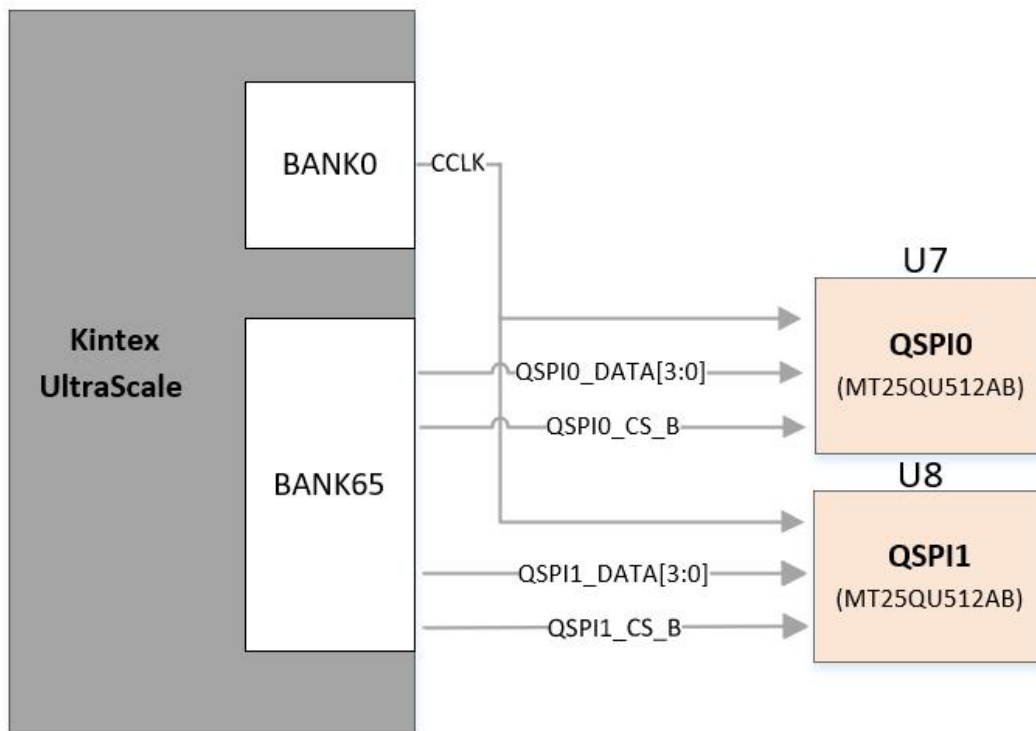 BANK0
CCLK
U7
Kintex
UltraScale
QSPI0
(MT25QU512AB)
QSPI0_DATA[3:0]
QSPI0_CS_B
BANK65
U8
QSPI1
(MT25QU512AB)
QSPI1_DATA[3:0]
QSPI1_CS_B